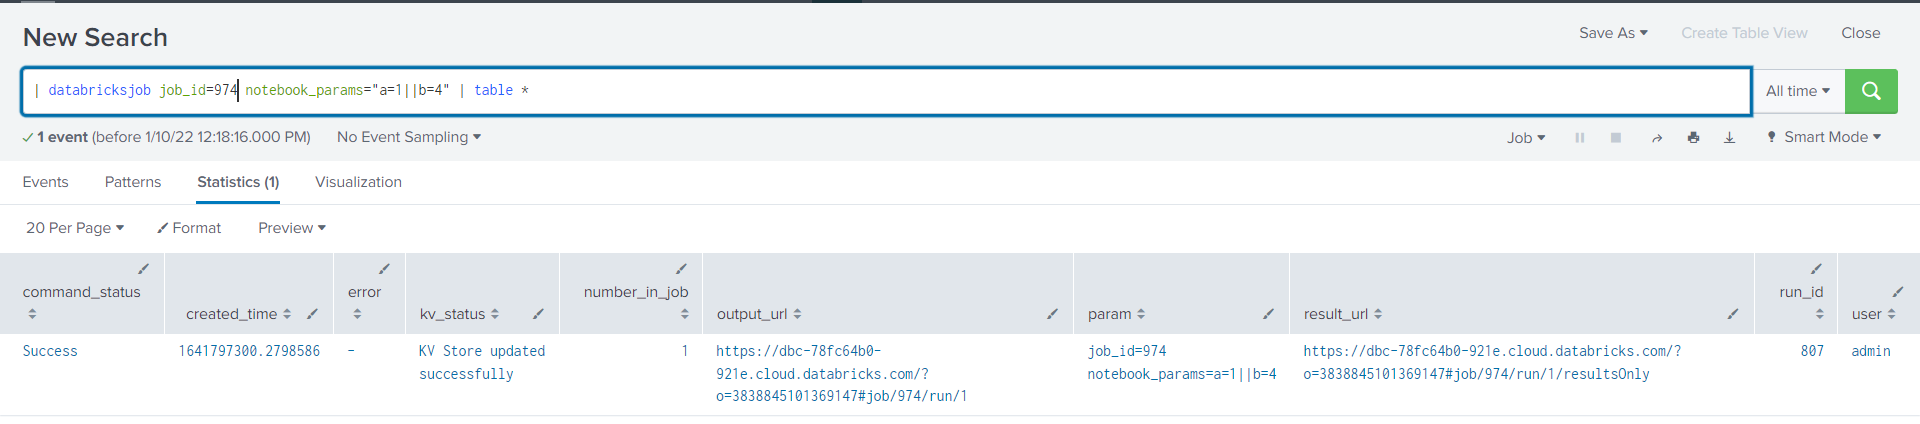 New Search
Save As Create Table View Close
| databricksjob job_id=974 notebook_params="a=1||b=4" | table *
All time
1 event (before 1/10/22 12:18:16.000 PM) No Event Sampling
Job Smart Mode
Events Patterns Statistics (1) Visualization
20 Per Page Format Preview
command_status created_time error kv_status number_in_job output_url param result_url run_id user
Success 1641797300.2798586 - KV Store updated 1 https://dbc-78fc64b0- job_id=974 https://dbc-78fc64b0-921e.cloud.databricks.com/? 807 admin
successfully 921e.cloud.databricks.com/? notebook_params=a=1||b=4 o=3838845101369147#job/974/run/1/resultsOnly
o=3838845101369147#job/974/run/1